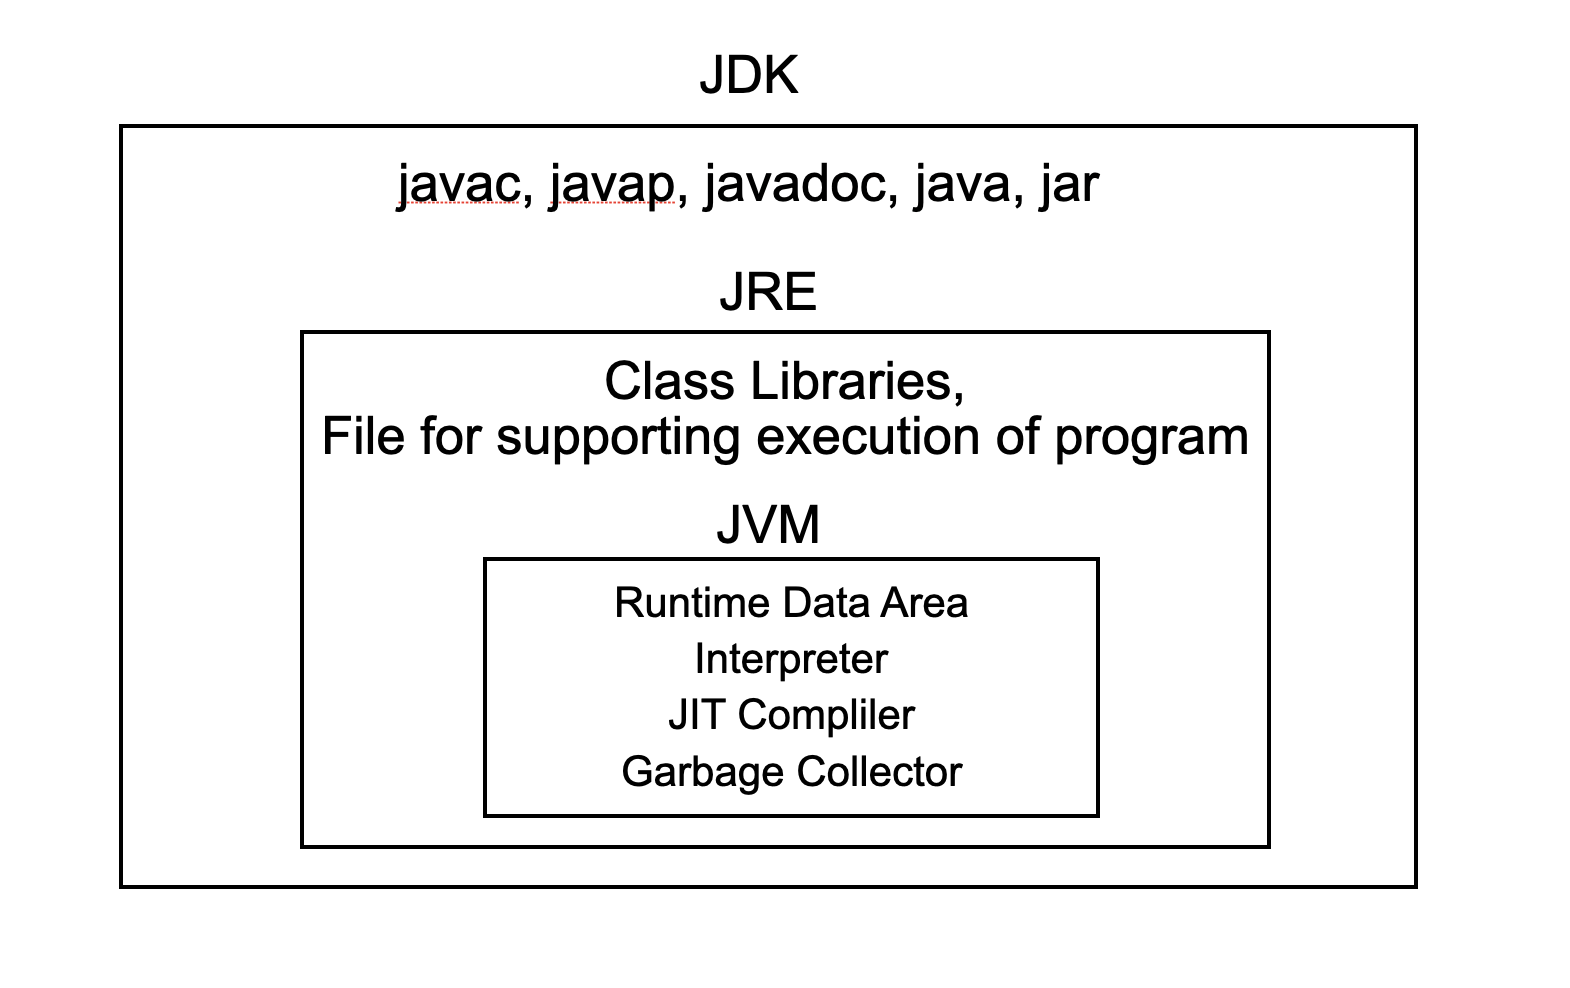 JDK
javac, javap, javadoc, java, jar
JRE
Class Libraries,
File for supporting execution of program
JVM
Runtime Data Area
Interpreter
JIT Compliler
Garbage Collector